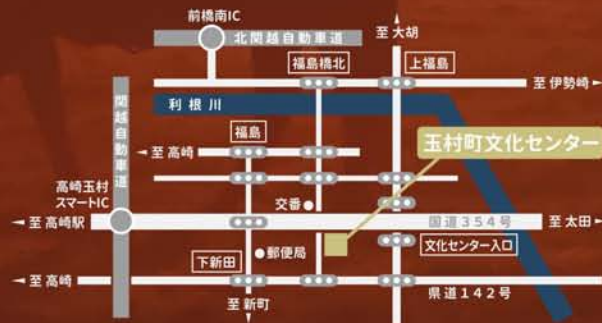 前橋南IC
北関越自動車道
至 大胡
福島橋北
上福島
至 伊勢崎
利根川
関越自動車道
福島
至 高崎
玉村町文化センター
高崎玉村
スマートIC
交番
至 高崎駅
国道354号
至 太田
下新田
郵便局
文化センター入口
至 高崎
県道142号
至 新町